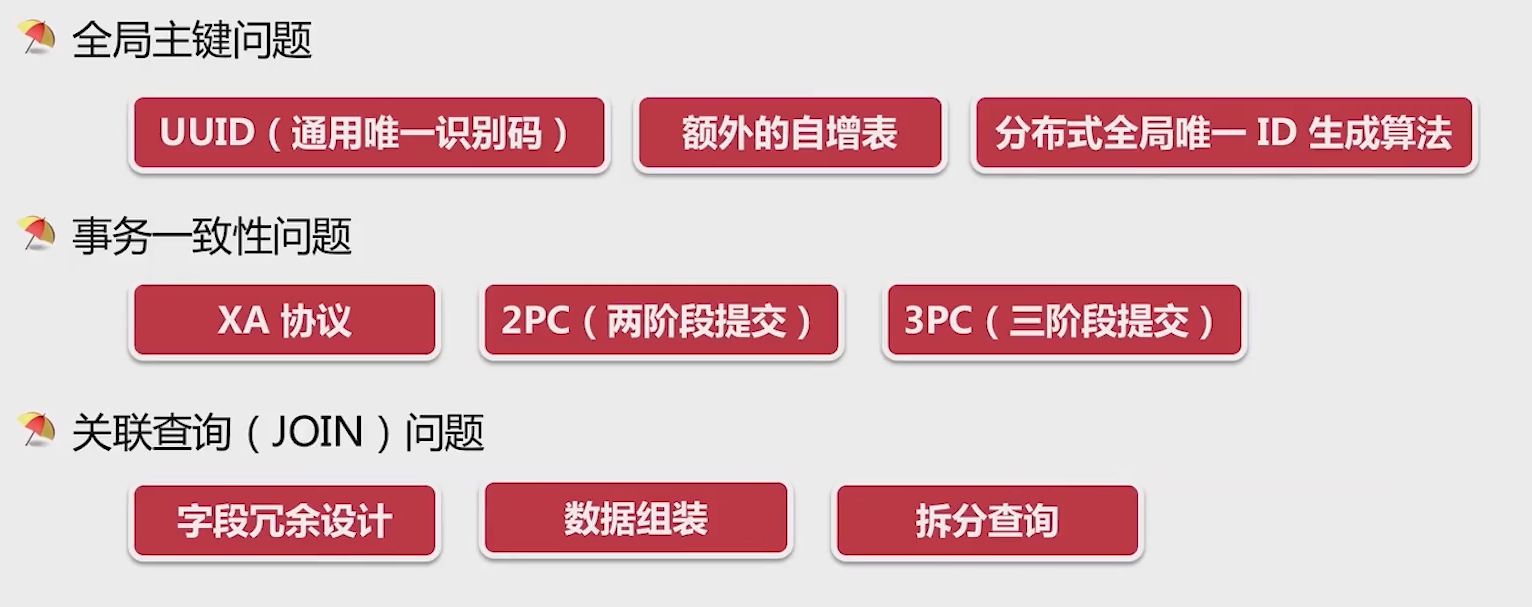 全局主键问题
UUID（通用唯一识别码） 额外的自增表 分布式全局唯一 ID 生成算法
事务一致性问题
XA 协议 2PC（两阶段提交） 3PC（三阶段提交）
关联查询（JOIN）问题
字段冗余设计 数据组装 拆分查询